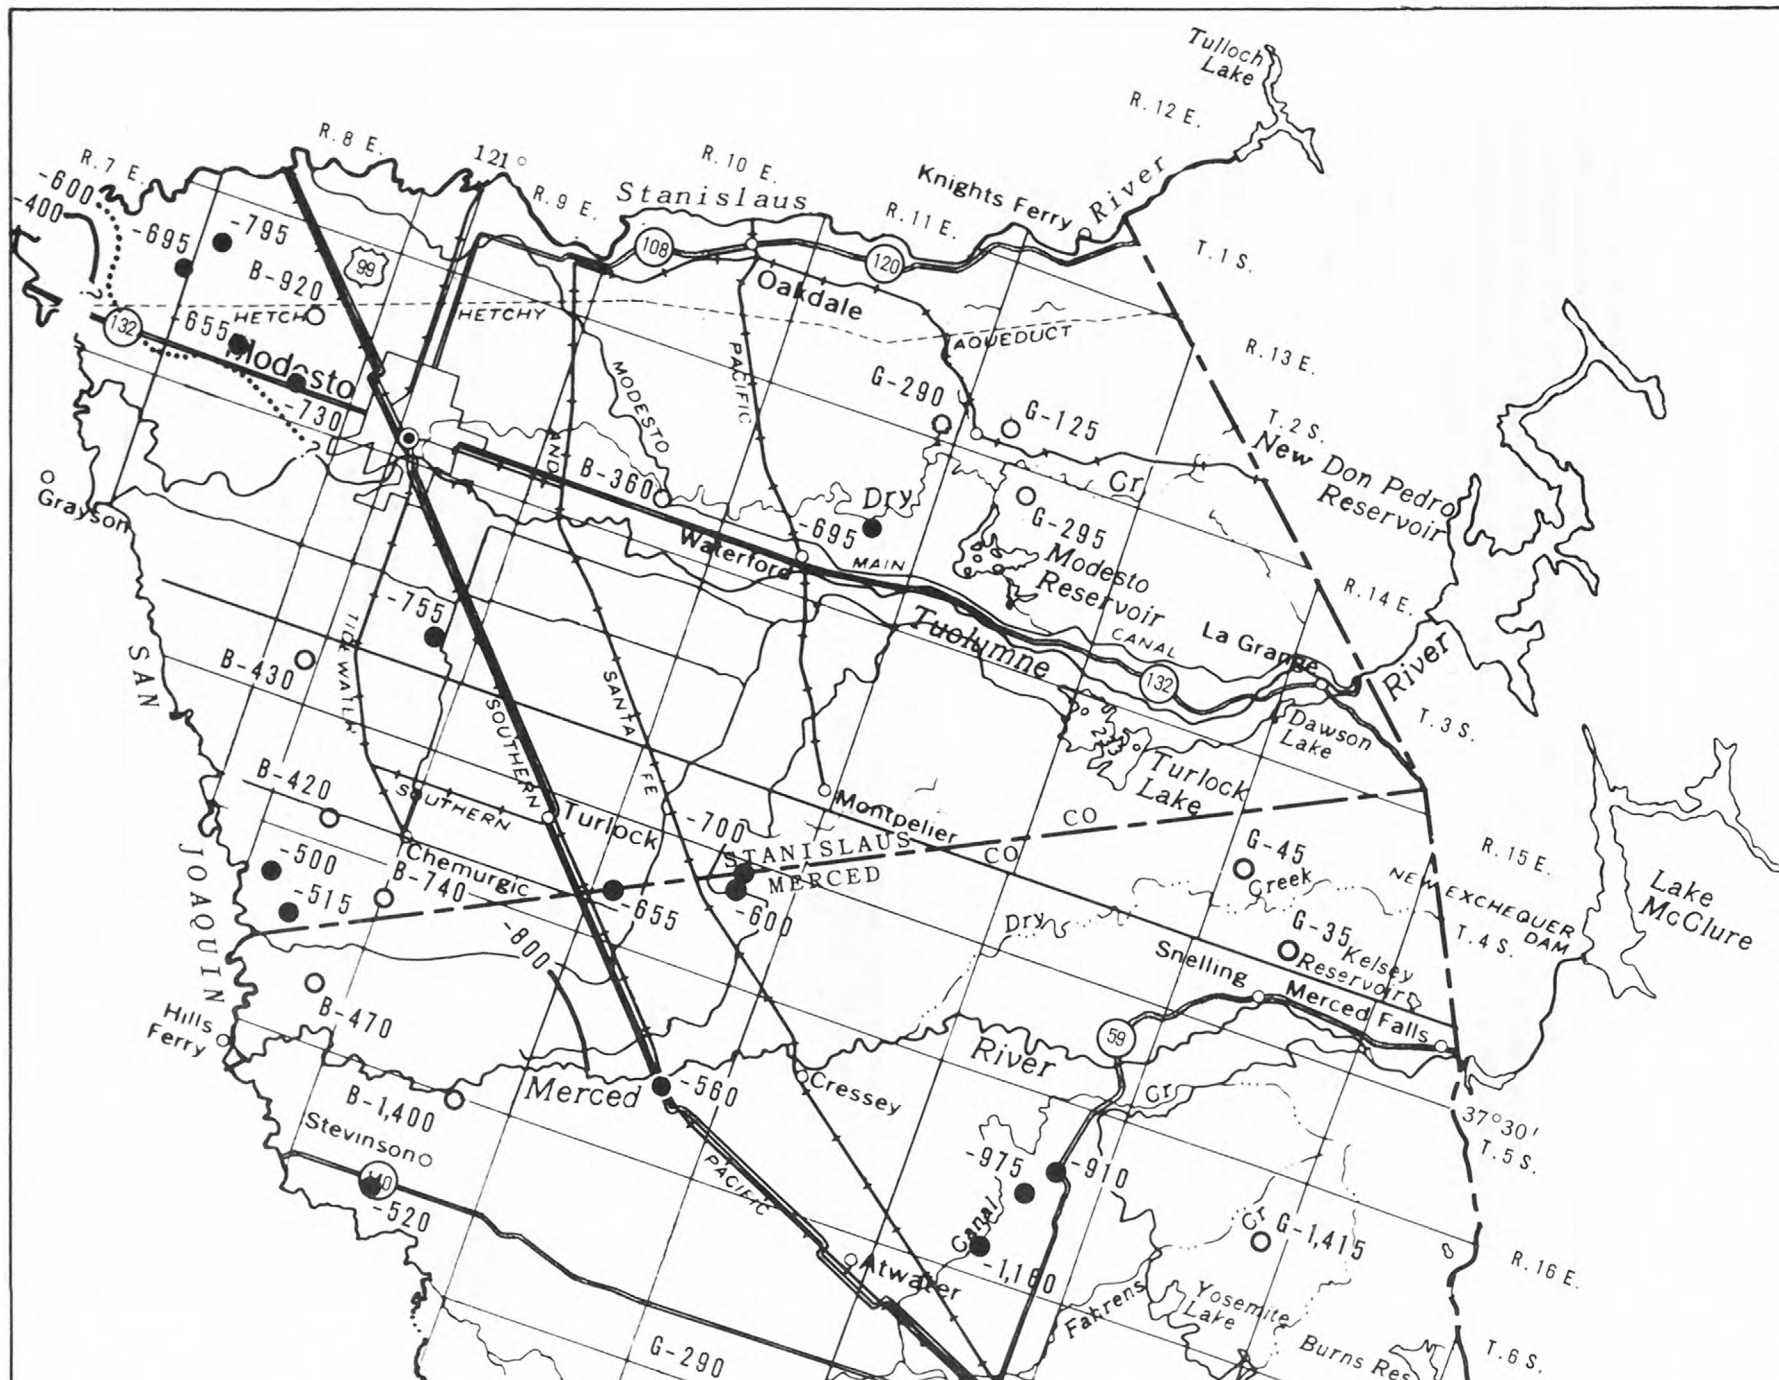 Tulloch
Lake
R. 12 E.
R. 8 E.
121°
R. 10 E.
R. 7 E.
-600
-400
R. 9 E.
Stanislaus
Knights Ferry
River
R. 11 E.
T. 1 S.
-695
-795
B-920
99
108
120
Oakdale
HETCH
HETCHY
AQUEDUCT
132
-655
Modesto
-730
?
?
R. 13 E.
MODESTO
PACIFIC
AND
G-290
G-125
T. 2 S.
New Don Pedro
Reservoir
B-360
Dry
Cr
Grayson
-695
G-295
Waterford
MAIN
Modesto
Reservoir
CANAL
R. 14 E.
-755
TIDEWATER
B-430
SAN
SANTA
FE
SOUTHERN
Tuolumne
La Grange
132
River
T. 3 S.
Dawson
Lake
233
Turlock
Lake
B-420
SOUTHERN
Turlock
Montpelier
-700
STANISLAUS
CO
MERCED
CO
-500
-515
Chemurgic
B-740
JOAQUIN
-655
-600
-800
G-45
Creek
Dry
R. 15 E.
NEW EXCHEQUER
DAM
T. 4 S.
Lake
McClure
G-35
Kelsey
Reservoir
Snelling
Merced Falls
B-470
Hills
Ferry
59
River
Merced
-560
Cressey
Cr
B-1,400
Stevinson
37°30'
T. 5 S.
140
-520
PACIFIC
-975
-910
Canal
-1,160
Cr
G-1,415
R. 16 E.
Atwater
Fahrens
Yosemite
Lake
Burns Res
T. 6 S.
G-290